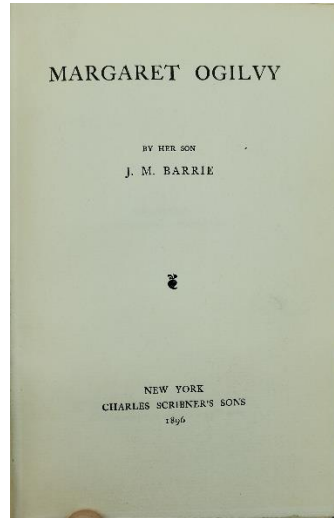 MARGARET OGILVY
BY HER SON
J. M. BARRIE
NEW YORK
CHARLES SCRIBNER'S SONS
1896